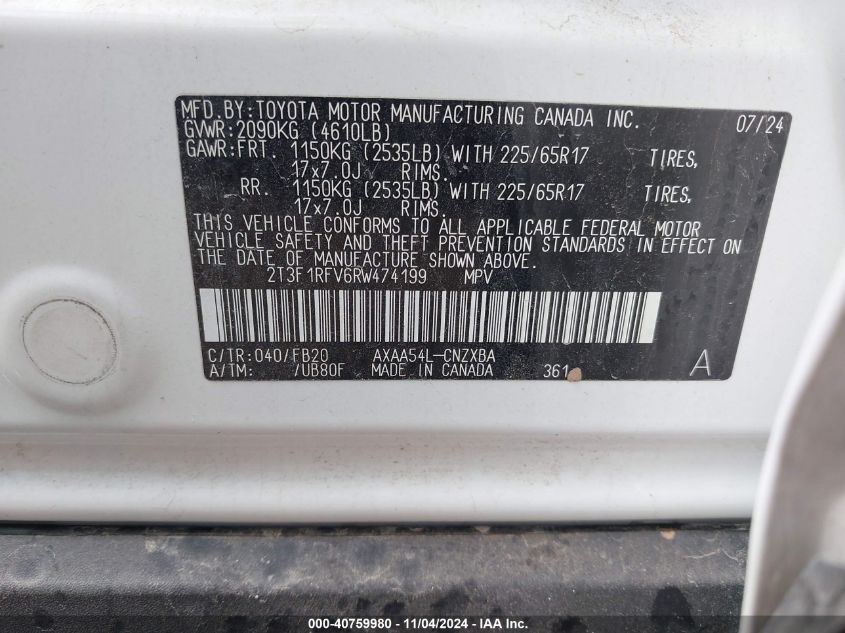 MFD.BY:TOYOTA MOTOR MANUFACTURING CANADA INC. 07/24
GVWR:2090KG (4610LB)
GAWR:FRT. 1150KG (2535LB) WITH 225/65R17 TIRES,
17x7.0J RIMS.
RR. 1150KG (2535LB) WITH 225/65R17 TIRES,
17x7.0J RIMS.
THIS VEHICLE CONFORMS TO ALL APPLICABLE FEDERAL MOTOR
VEHICLE SAFETY AND THEFT PREVENTION STANDARDS IN EFFECT ON
THE DATE OF MANUFACTURE SHOWN ABOVE.
2T3F1RFV6RW474199 MPV
C/TR:040/FB20 AXAA54L-CNZXBA
A/TM: /UB80F MADE IN CANADA 361 A
000-40759980 - 11/04/2024 - IAA Inc.